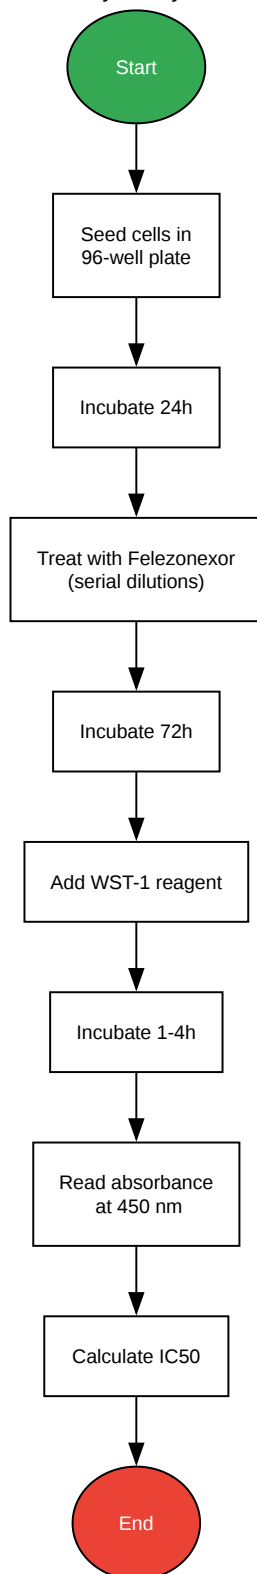 Start
Seed cells in
96-well plate
Incubate 24h
Treat with Felezonexor
(serial dilutions)
Incubate 72h
Add WST-1 reagent
Incubate 1-4h
Read absorbance
at 450 nm
Calculate IC50
End